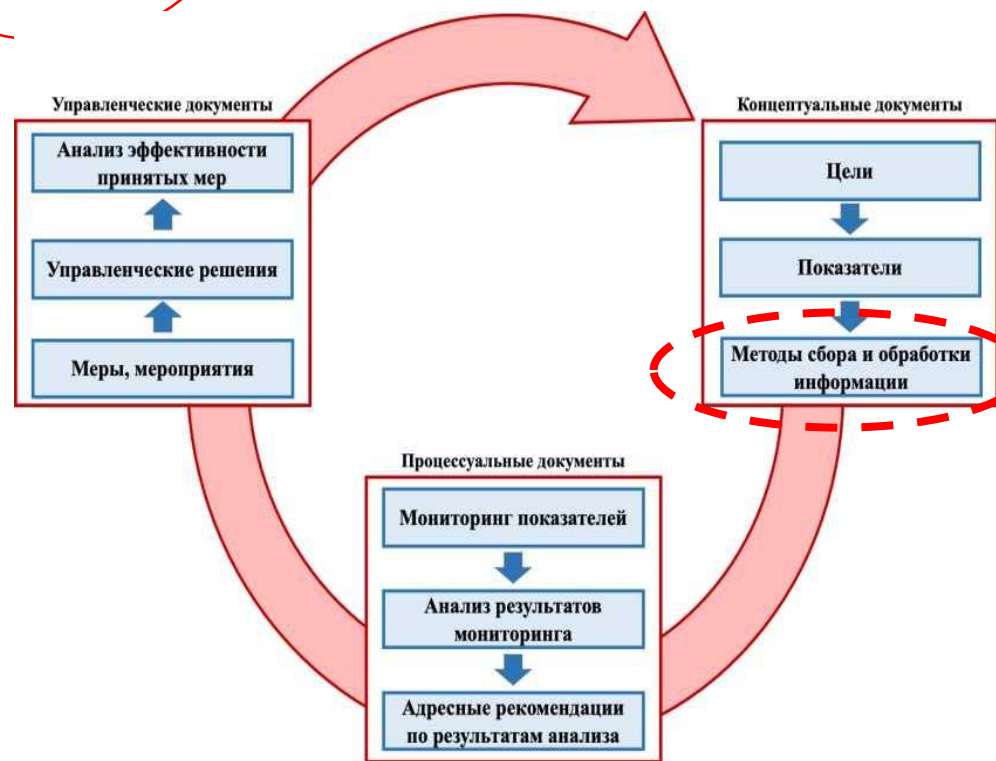 Управленческие документы
Анализ эффективности
принятых мер
Управленческие решения
Меры, мероприятия
Концептуальные документы
Цели
Показатели
Методы сбора и обработки
информации
Процессуальные документы
Мониторинг показателей
Анализ результатов
мониторинга
Адресные рекомендации
по результатам анализа